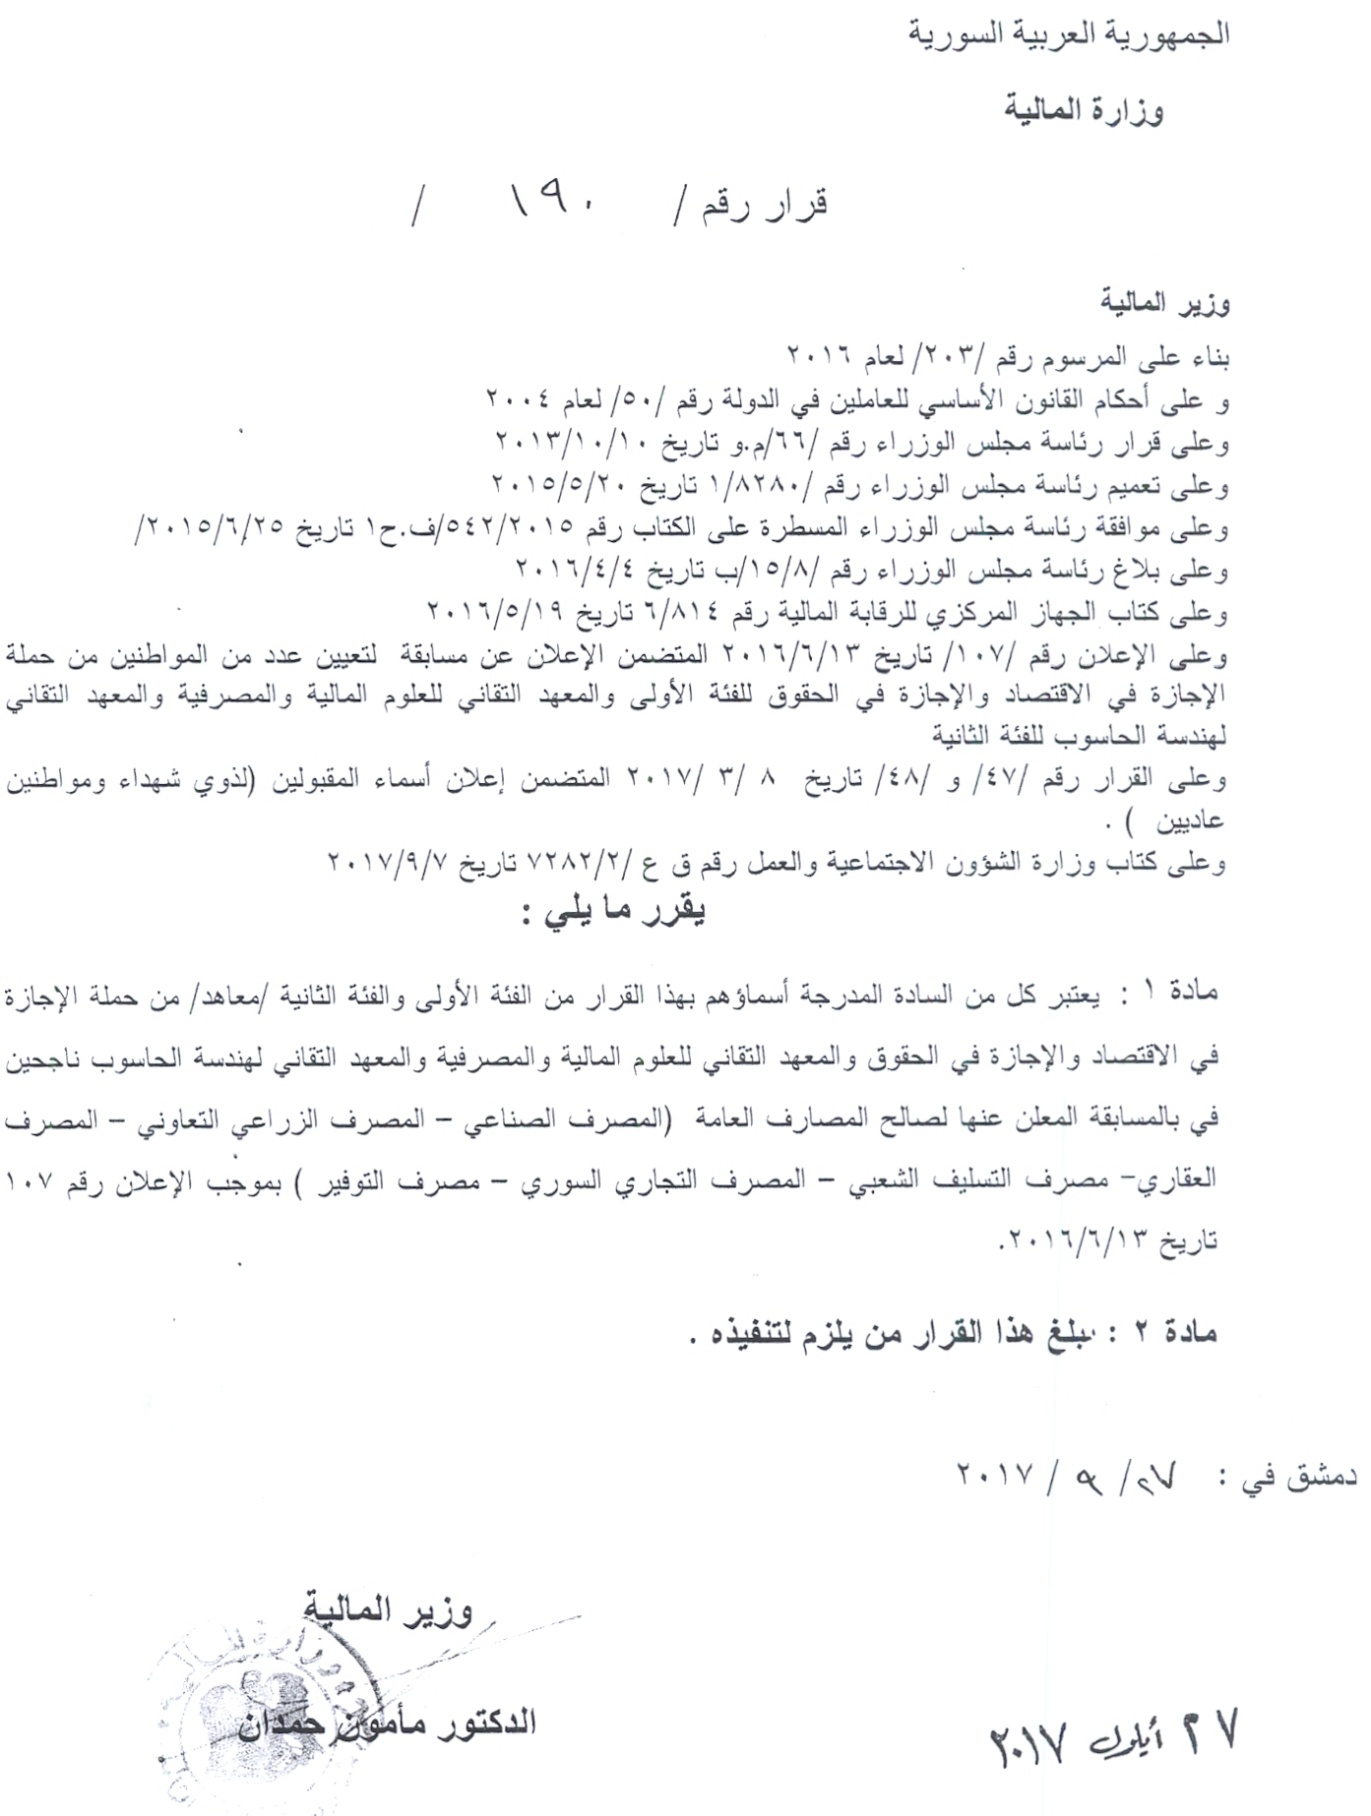 الجمهورية العربية السورية
وزارة المالية
قرار رقم / ١٩٠ /
وزير المالية
بناء على المرسوم رقم /٢٠٣/ لعام ٢٠١٦
و على أحكام القانون الأساسي للعاملين في الدولة رقم /٥٠/ لعام ٢٠٠٤
وعلى قرار رئاسة مجلس الوزراء رقم /٦٦/م.و تاريخ ٢٠١٣/١٠/١٠
وعلى تعميم رئاسة مجلس الوزراء رقم /١/٨٢٨٠ تاريخ ٢٠١٥/٥/٢٠
وعلى موافقة رئاسة مجلس الوزراء المسطرة على الكتاب رقم ٥٤٢/٢٠١٥/ف.ح١ تاريخ ٢٠١٥/٦/٢٥/
وعلى بلاغ رئاسة مجلس الوزراء رقم /١٥/٨/ب تاريخ ٢٠١٦/٤/٤
وعلى كتاب الجهاز المركزي للرقابة المالية رقم ٦/٨١٤ تاريخ ٢٠١٦/٥/١٩
وعلى الإعلان رقم /١٠٧/ تاريخ ٢٠١٦/٦/١٣ المتضمن الإعلان عن مسابقة لتعيين عدد من المواطنين من حملة
الإجازة في الاقتصاد والإجازة في الحقوق للفئة الأولى والمعهد التقاني للعلوم المالية والمصرفية والمعهد التقاني
لهندسة الحاسوب للفئة الثانية
وعلى القرار رقم /٤٧/ و /٤٨/ تاريخ ٨ /٣ /٢٠١٧ المتضمن إعلان أسماء المقبولين (لذوي شهداء ومواطنين
عاديين ) .
وعلى كتاب وزارة الشؤون الاجتماعية والعمل رقم ق ع /٧٢٨٢/٢ تاريخ ٢٠١٧/٩/٧
يقرر ما يلي :
مادة ١ : يعتبر كل من السادة المدرجة أسماؤهم بهذا القرار من الفئة الأولى والفئة الثانية /معاهد/ من حملة الإجازة
في الاقتصاد والإجازة في الحقوق والمعهد التقاني للعلوم المالية والمصرفية والمعهد التقاني لهندسة الحاسوب ناجحين
في بالمسابقة المعلن عنها لصالح المصارف العامة (المصرف الصناعي – المصرف الزراعي التعاوني – المصرف
العقاري- مصرف التسليف الشعبي – المصرف التجاري السوري – مصرف التوفير ) بموجب الإعلان رقم ١٠٧
تاريخ ٢٠١٦/٦/١٣.
مادة ٢ : يبلغ هذا القرار من يلزم لتنفيذه .
دمشق في : ٢٧/ ٩ / ٢٠١٧
وزير المالية
الدكتور مأمون حمدان
٢٧ أيلول ٢٠١٧